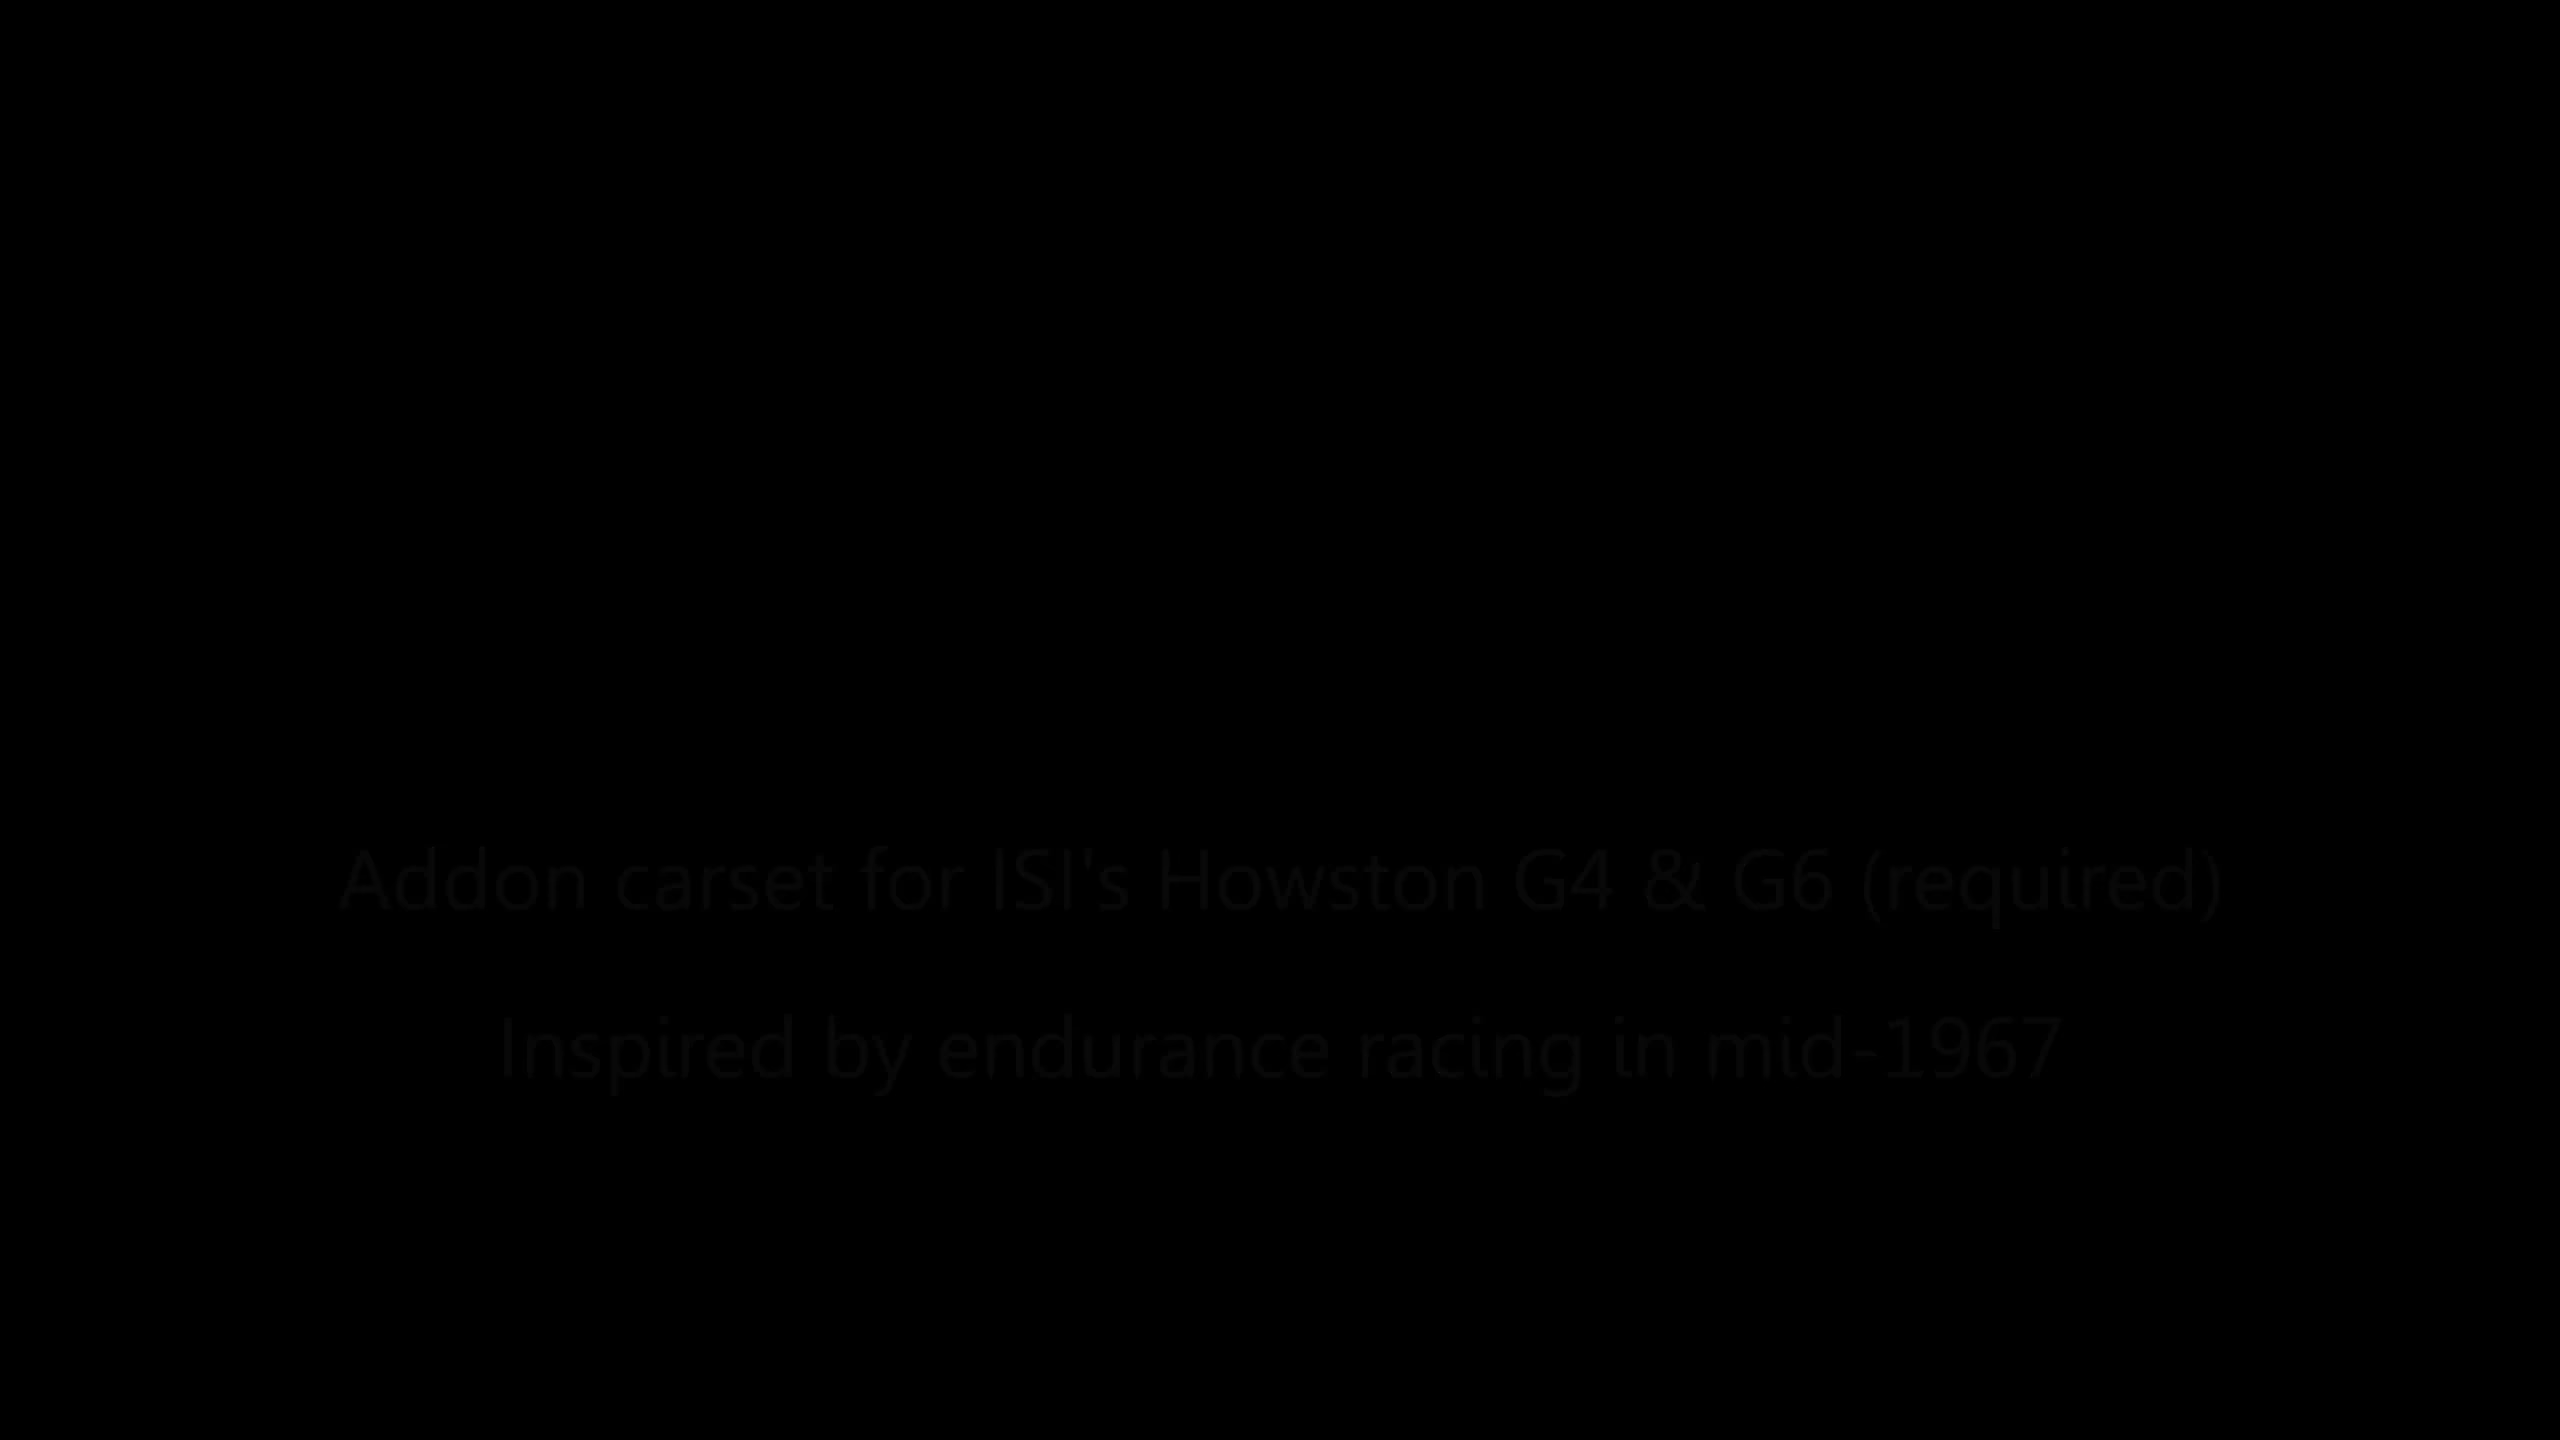 Addon carset for ISI's Howston G4 & G6 (required)
Inspired by endurance racing in mid-1967